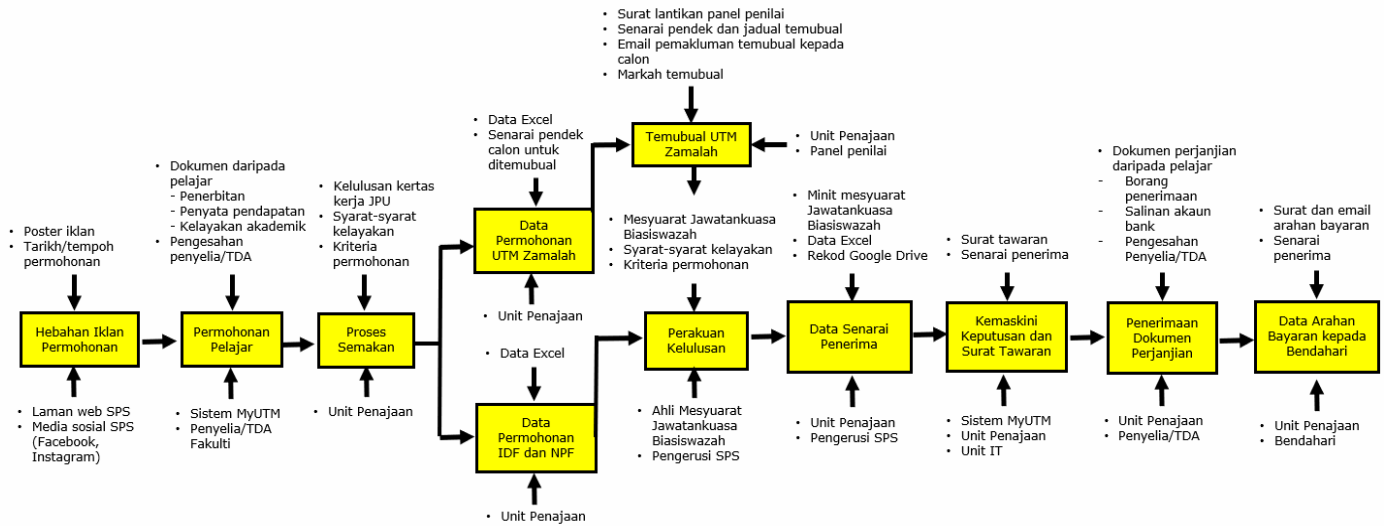 • Surat lantikan panel penilai
• Senarai pendek dan jadual temubual
• Email pemakluman temubual kepada
calon
• Markah temubual
• Data Excel
• Senarai pendek
calon untuk
ditemubual
Temubual UTM
Zamalah
• Unit Penajaan
• Panel penilai
• Poster iklan
• Tarikh/tempoh
permohonan
• Dokumen daripada
pelajar
- Penerbitan
- Penyata pendapatan
- Kelayakan akademik
• Pengesahan
penyelia/TDA
• Kelulusan kertas
kerja JPU
• Syarat-syarat
kelayakan
• Kriteria
permohonan
Data
Permohonan
UTM Zamalah
• Unit Penajaan
• Mesyuarat Jawatankuasa
Biasiswazah
• Syarat-syarat kelayakan
• Kriteria permohonan
• Minit mesyuarat
Jawatankuasa
Biasiswazah
• Data Excel
• Rekod Google Drive
• Surat tawaran
• Senarai penerima
• Dokumen perjanjian
daripada pelajar
- Borang
penerimaan
- Salinan akaun
bank
- Pengesahan
Penyelia/TDA
• Surat dan email
arahan bayaran
• Senarai
penerima
Hebahan Iklan
Permohonan
Permohonan
Pelajar
Proses
Semakan
• Data Excel
Perakuan
Kelulusan
Data Senarai
Penerima
Kemaskini
Keputusan dan
Surat Tawaran
Penerimaan
Dokumen
Perjanjian
Data Arahan
Bayaran kepada
Bendahari
• Laman web SPS
• Media sosial SPS
(Facebook,
Instagram)
• Sistem MyUTM
• Penyelia/TDA
Fakulti
• Unit Penajaan
Data
Permohonan
IDF dan NPF
• Unit Penajaan
• Ahli Mesyuarat
Jawatankuasa
Biasiswazah
• Pengerusi SPS
• Unit Penajaan
• Pengerusi SPS
• Sistem MyUTM
• Unit Penajaan
• Unit IT
• Unit Penajaan
• Penyelia/TDA
• Unit Penajaan
• Bendahari